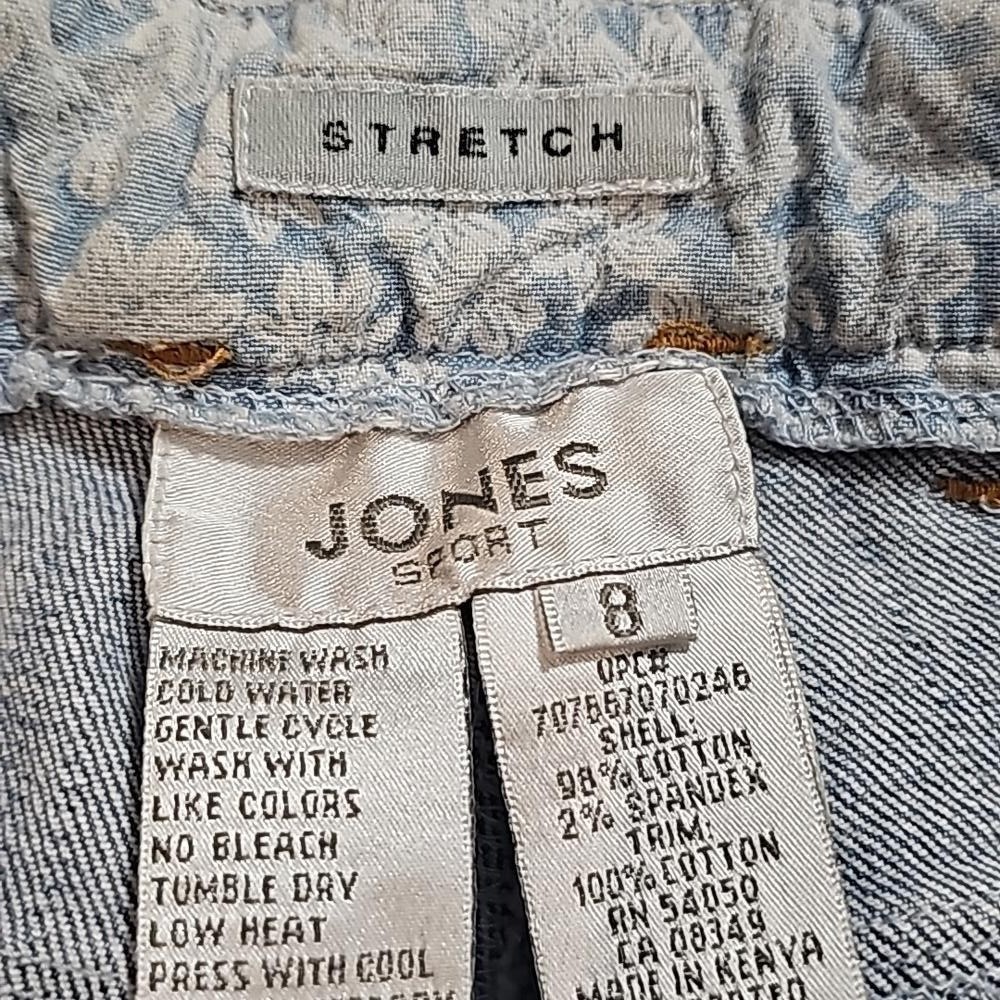 STRETCH
JONES
SPORT
MACHINE WASH
COLD WATER
GENTLE CYCLE
WASH WITH
LIKE COLORS
NO BLEACH
TUMBLE DRY
LOW HEAT
PRESS WITH COOL
8
UPC#
707667070246
SHELL:
98% COTTON
2% SPANDEX
TRIM:
100% COTTON
RN 54050
CA 08349
MADE IN KENYA